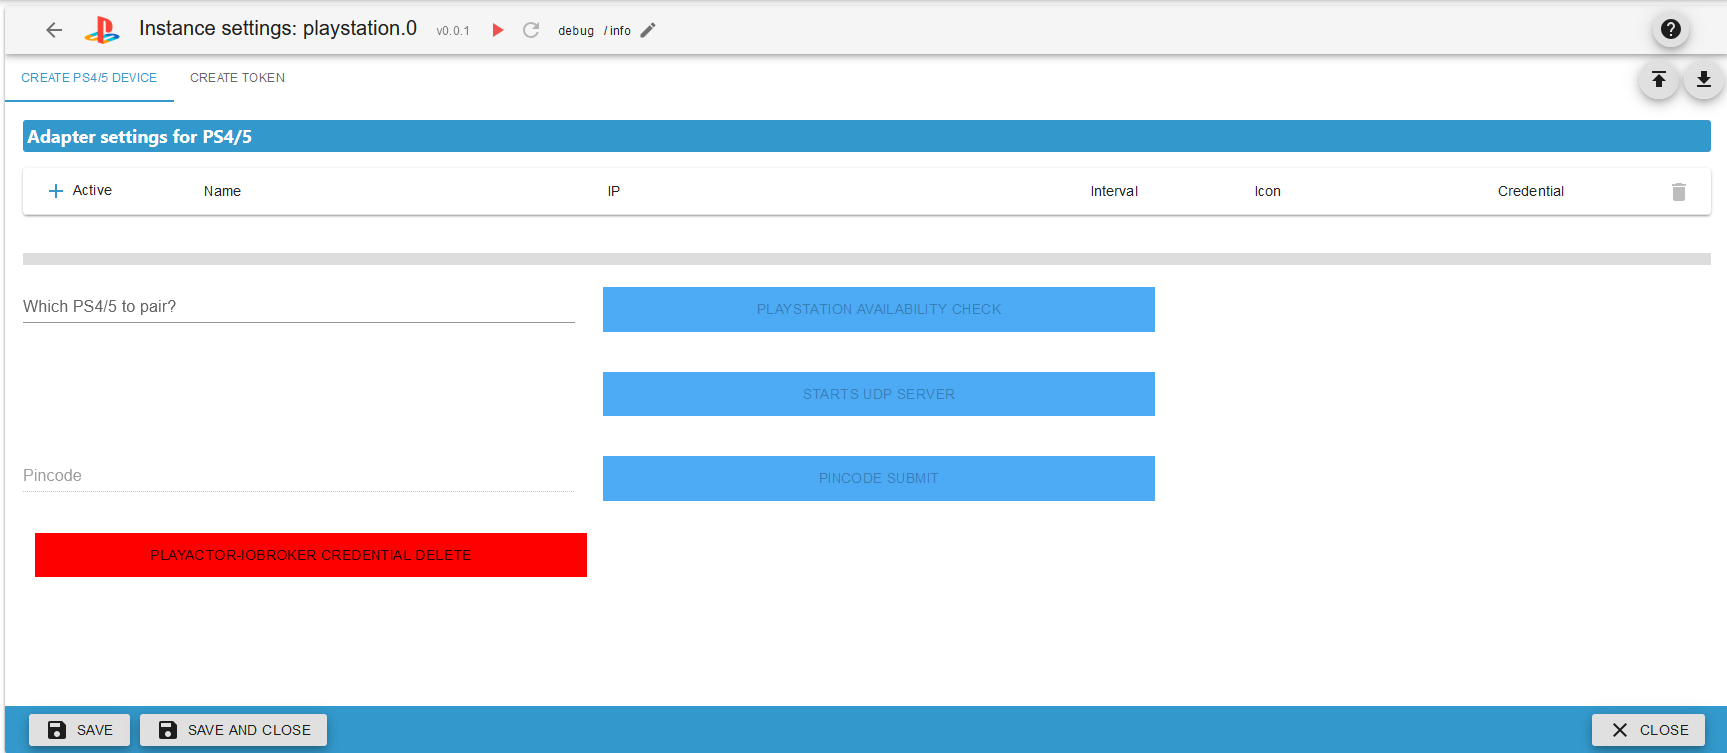 Instance settings: playstation.0 v0.0.1 debug / info
CREATE PS4/5 DEVICE CREATE TOKEN
Adapter settings for PS4/5
Active Name IP Interval Icon Credential
Which PS4/5 to pair? PLAYSTATION AVAILABILITY CHECK
STARTS UDP SERVER
Pincode PINCODE SUBMIT
PLAYACTOR-IOBROKER CREDENTIAL DELETE
SAVE SAVE AND CLOSE CLOSE